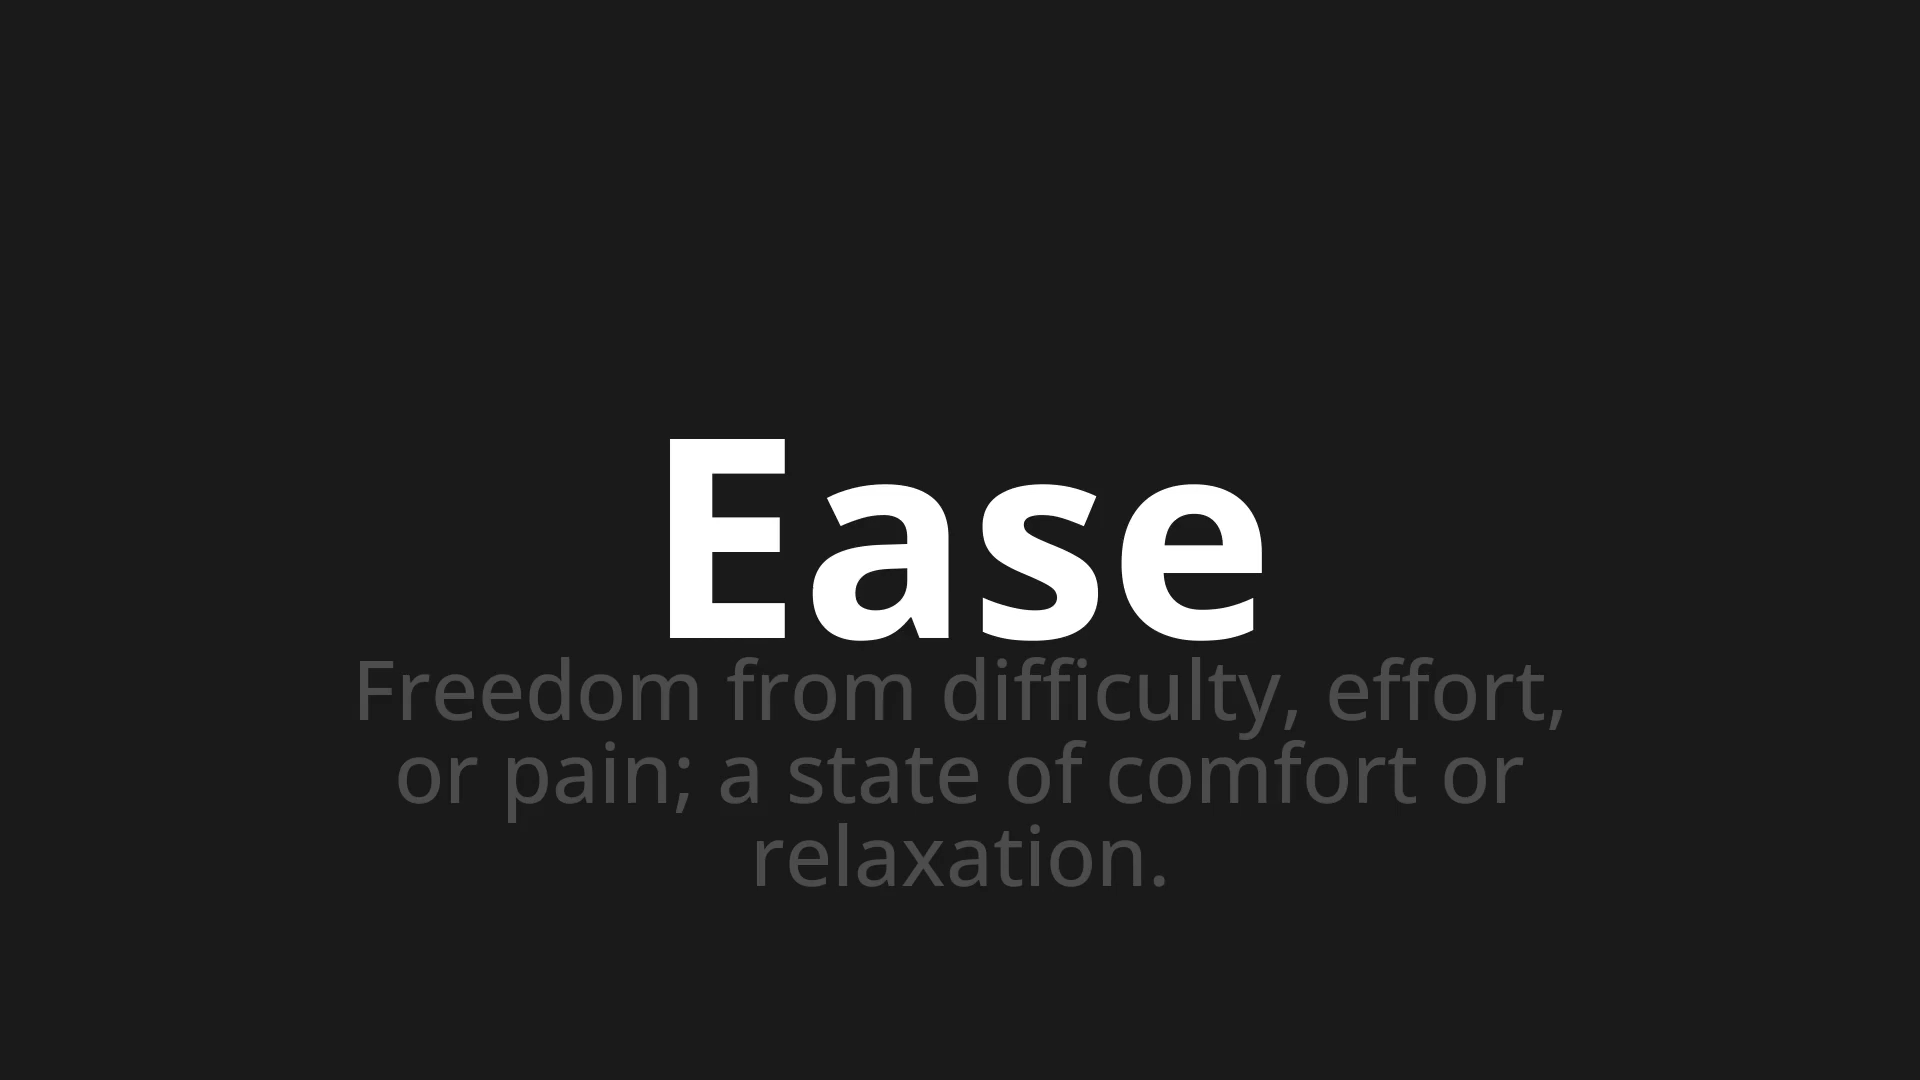 Ease
Freedom from difficulty, effort,
or pain; a state of comfort or
relaxation.